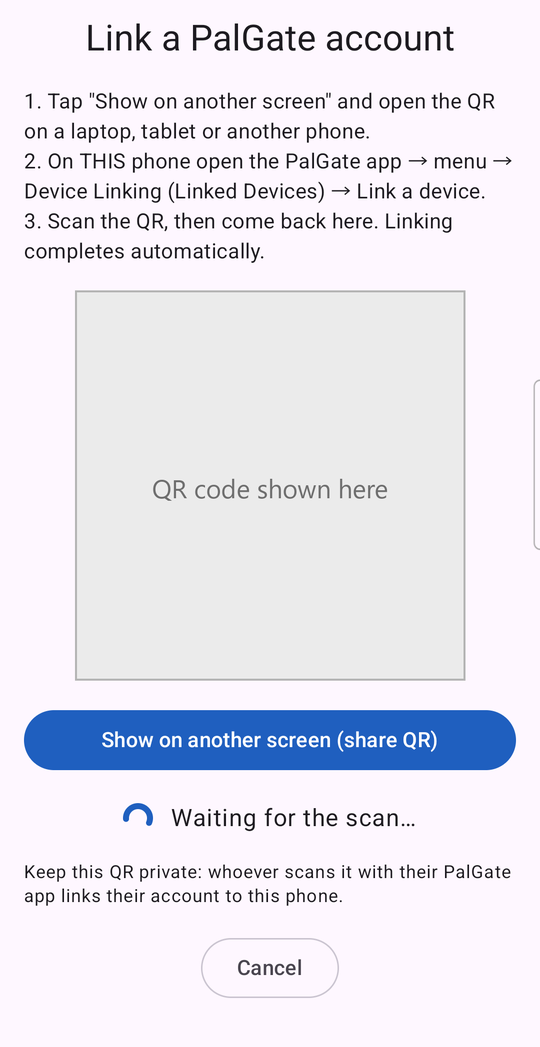 Link a PalGate account
1. Tap "Show on another screen" and open the QR
on a laptop, tablet or another phone.
2. On THIS phone open the PalGate app → menu →
Device Linking (Linked Devices) → Link a device.
3. Scan the QR, then come back here. Linking
completes automatically.
QR code shown here
Show on another screen (share QR)
Waiting for the scan…
Keep this QR private: whoever scans it with their PalGate
app links their account to this phone.
Cancel